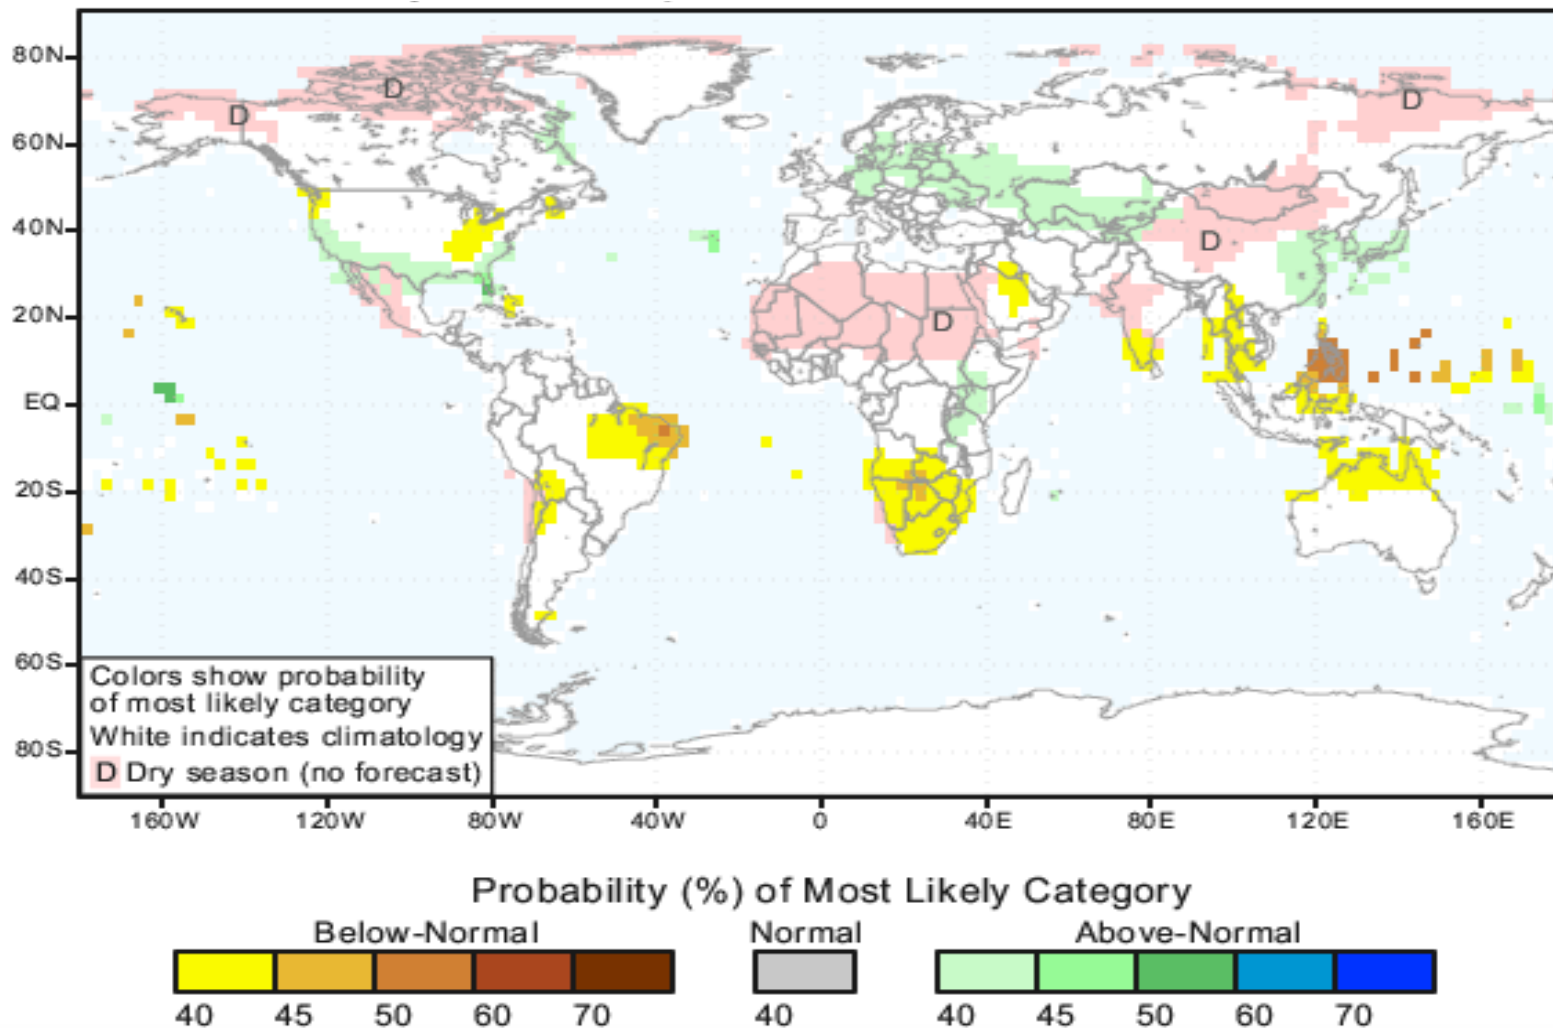 80N
60N
40N
20N
EQ
20S
40S
60S
80S
D
D
D
D
D
Colors show probability
of most likely category
White indicates climatology
D Dry season (no forecast)
160W 120W 80W 40W 0 40E 80E 120E 160E
Probability (%) of Most Likely Category
Below-Normal Normal Above-Normal
40 45 50 60 70 40 40 45 50 60 70